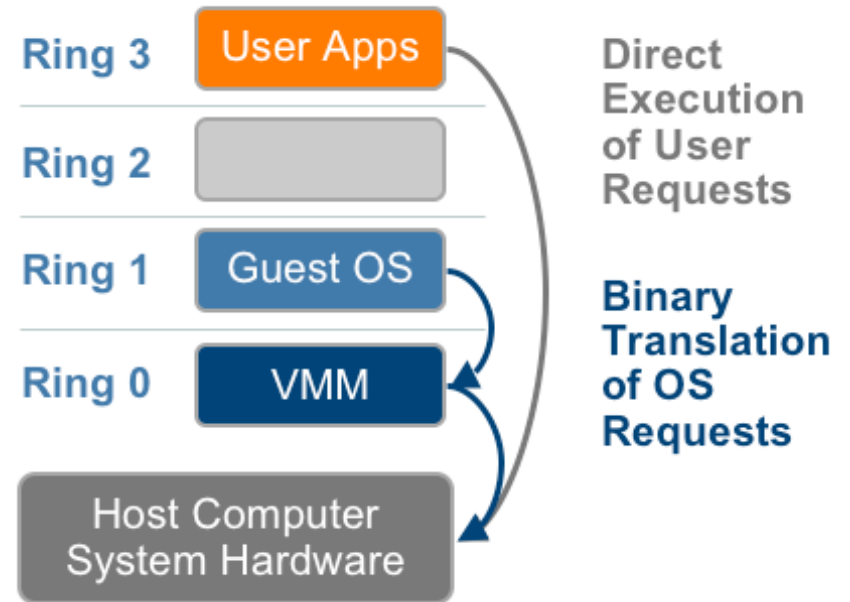 Ring 3
User Apps
Ring 2
Ring 1
Guest OS
Ring 0
VMM
Host Computer
System Hardware
Direct
Execution
of User
Requests
Binary
Translation
of OS
Requests